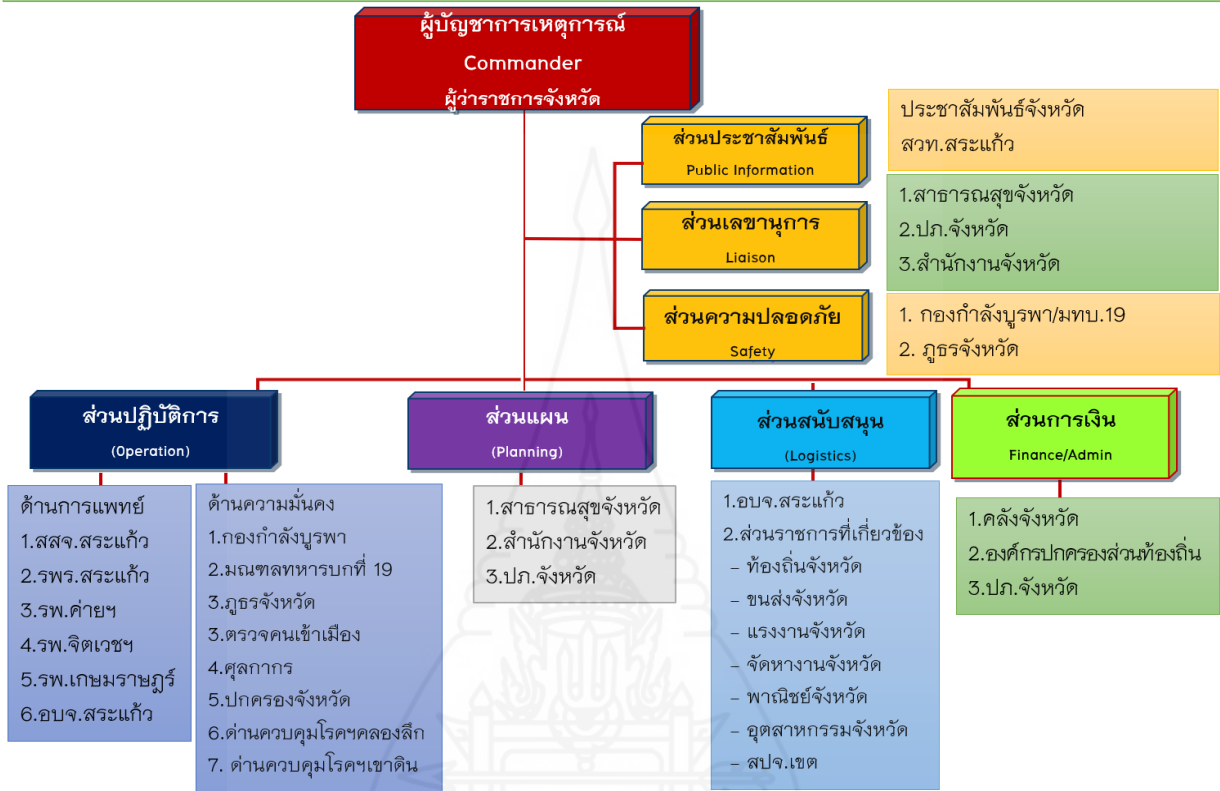 ผู้บัญชาการเหตุการณ์
Commander
ผู้ว่าราชการจังหวัด
ส่วนประชาสัมพันธ์
Public Information
ประชาสัมพันธ์จังหวัด
สวท.สระแก้ว
ส่วนเลขานุการ
Liaison
1.สาธารณสุขจังหวัด
2.ปภ.จังหวัด
3.สำนักงานจังหวัด
ส่วนความปลอดภัย
Safety
1. กองกำลังบูรพา/มทบ.19
2. ภูธรจังหวัด
ส่วนปฏิบัติการ
(Operation)
ด้านการแพทย์
1.สสจ.สระแก้ว
2.รพร.สระแก้ว
3.รพ.ค่ายฯ
4.รพ.จิตเวชฯ
5.รพ.เกษมราษฎร์
6.อบจ.สระแก้ว
ด้านความมั่นคง
1.กองกำลังบูรพา
2.มณฑลทหารบกที่ 19
3.ภูธรจังหวัด
3.ตรวจคนเข้าเมือง
4.ศุลกากร
5.ปกครองจังหวัด
6.ด่านควบคุมโรคฯคลองลึก
7. ด่านควบคุมโรคฯเขาดิน
ส่วนแผน
(Planning)
1.สาธารณสุขจังหวัด
2.สำนักงานจังหวัด
3.ปภ.จังหวัด
ส่วนสนับสนุน
(Logistics)
1.อบจ.สระแก้ว
2.ส่วนราชการที่เกี่ยวข้อง
- ท้องถิ่นจังหวัด
- ขนส่งจังหวัด
- แรงงานจังหวัด
- จัดหางานจังหวัด
- พาณิชย์จังหวัด
- อุตสาหกรรมจังหวัด
- สปจ.เขต
ส่วนการเงิน
Finance/Admin
1.คลังจังหวัด
2.องค์กรปกครองส่วนท้องถิ่น
3.ปภ.จังหวัด